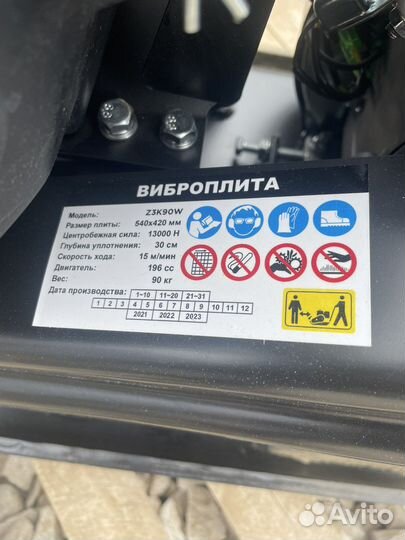 ВИБРОПЛИТА
Модель: Z3K90W
Размер плиты: 540x420 мм
Центробежная сила: 13000 Н
Глубина уплотнения: 30 см
Скорость хода: 15 м/мин
Двигатель: 196 сс
Вес: 90 кг
Дата производства: 1~10 11~20 21~31
1 2 3 4 5 6 7 8 9 10 11 12
2021 2022 2023
Avito